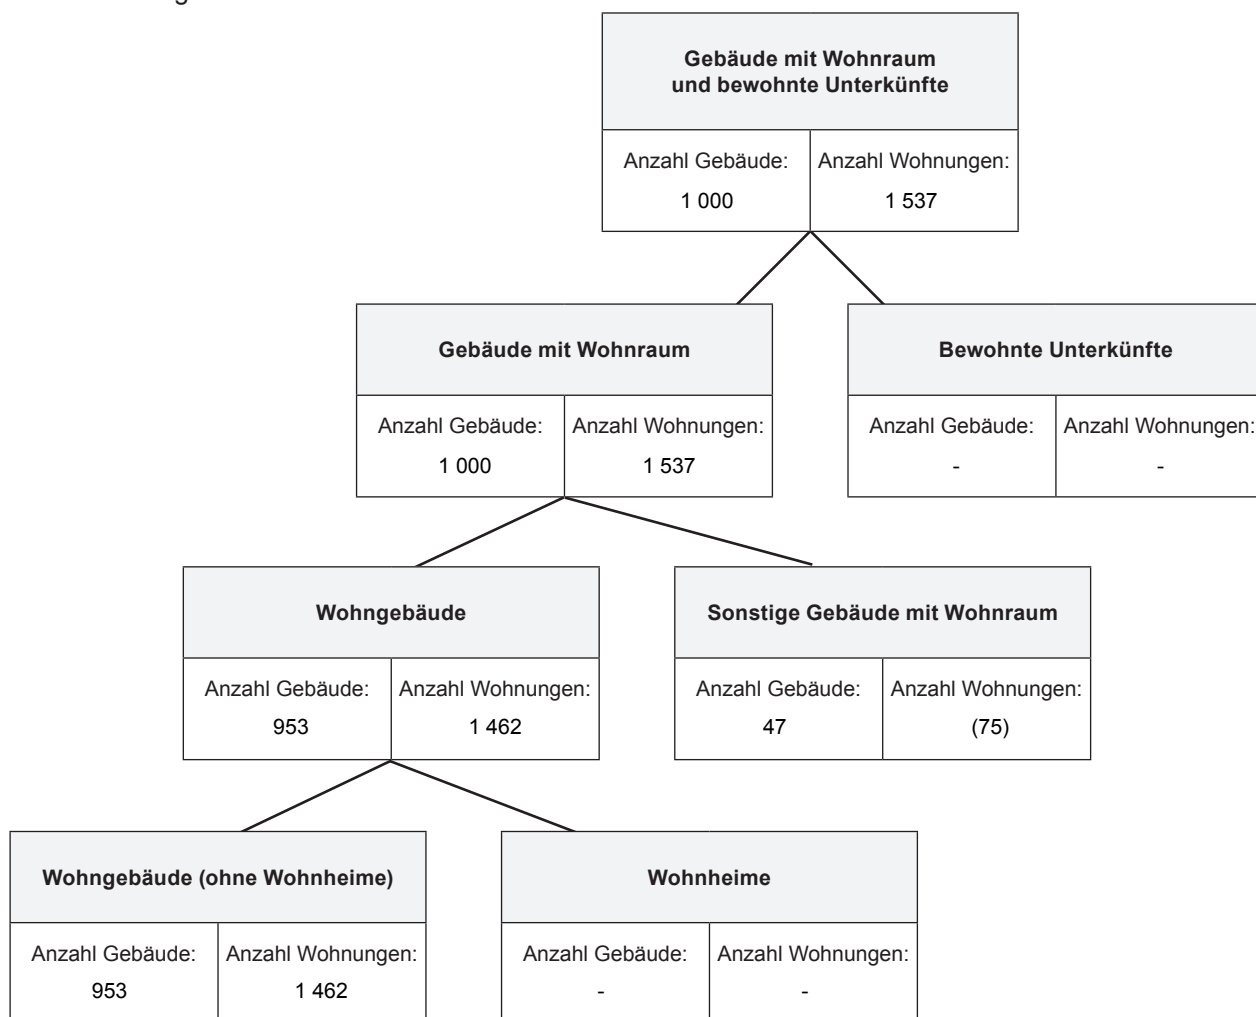 Gebäude mit Wohnraum
und bewohnte Unterkünfte
Anzahl Gebäude: Anzahl Wohnungen:
1 000 1 537
Gebäude mit Wohnraum
Anzahl Gebäude: Anzahl Wohnungen:
1 000 1 537
Bewohnte Unterkünfte
Anzahl Gebäude: Anzahl Wohnungen:
- -
Wohngebäude
Anzahl Gebäude: Anzahl Wohnungen:
953 1 462
Sonstige Gebäude mit Wohnraum
Anzahl Gebäude: Anzahl Wohnungen:
47 (75)
Wohngebäude (ohne Wohnheime)
Anzahl Gebäude: Anzahl Wohnungen:
953 1 462
Wohnheime
Anzahl Gebäude: Anzahl Wohnungen:
- -